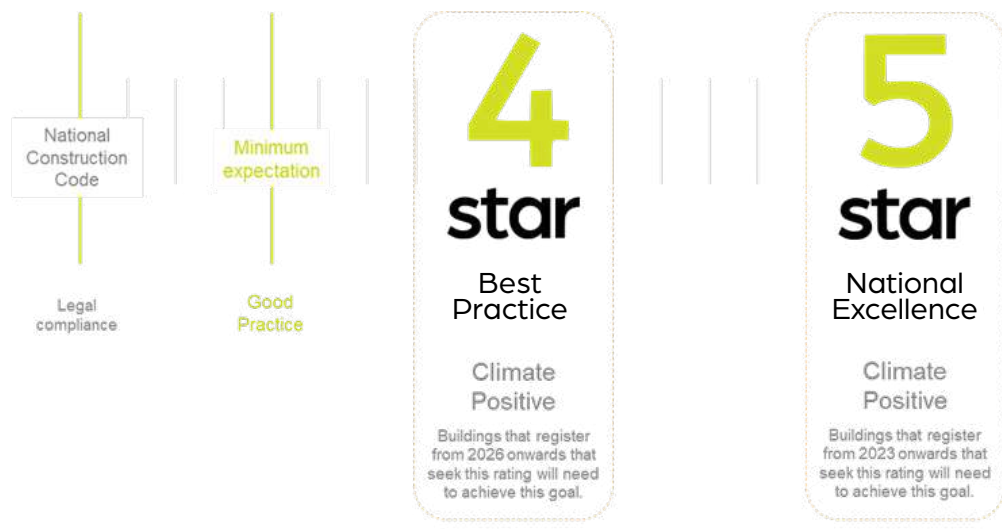 National
Construction
Code
Legal
compliance
Minimum
expectation
Good
Practice
4
star
Best
Practice
Climate
Positive
Buildings that register
from 2026 onwards that
seek this rating will need
to achieve this goal.
5
star
National
Excellence
Climate
Positive
Buildings that register
from 2023 onwards that
seek this rating will need
to achieve this goal.